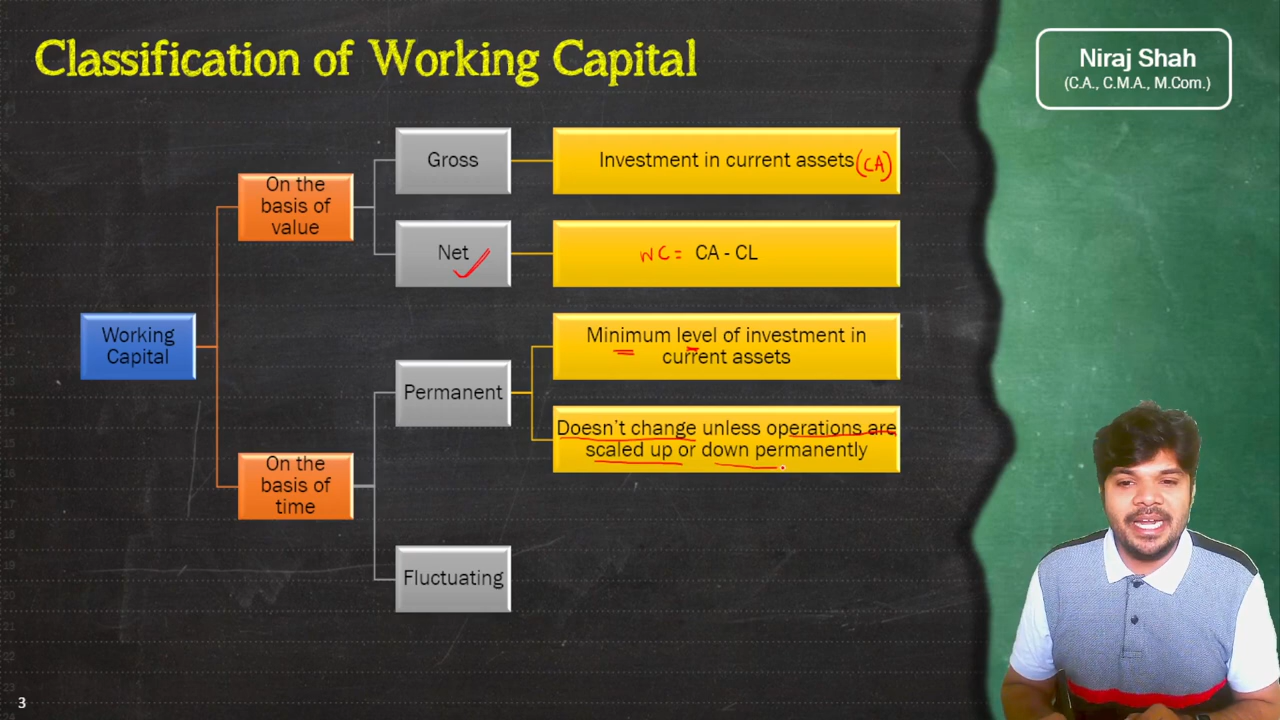 Classification of Working Capital
Niraj Shah
(C.A., C.M.A., M.Com.)
Working
Capital
On the
basis of
value
Gross
Investment in current assets (CA)
Net
WC= CA - CL
On the
basis of
time
Permanent
Minimum level of investment in
current assets
Doesn't change unless operations are
scaled up or down permanently
Fluctuating
3